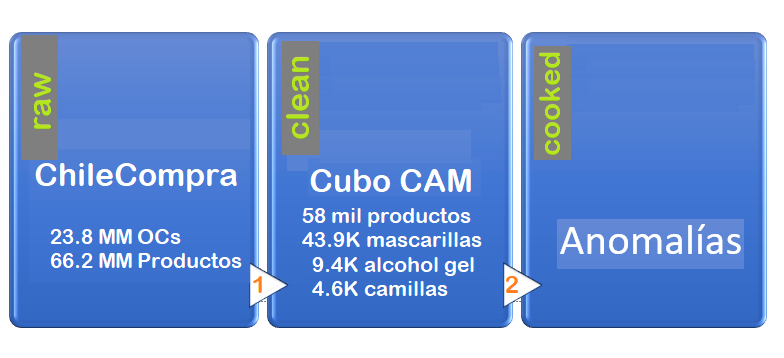 raw
ChileCompra
23.8 MM OCs
66.2 MM Productos
1
clean
Cubo CAM
58 mil productos
43.9K mascarillas
9.4K alcohol gel
4.6K camillas
2
cooked
Anomalías